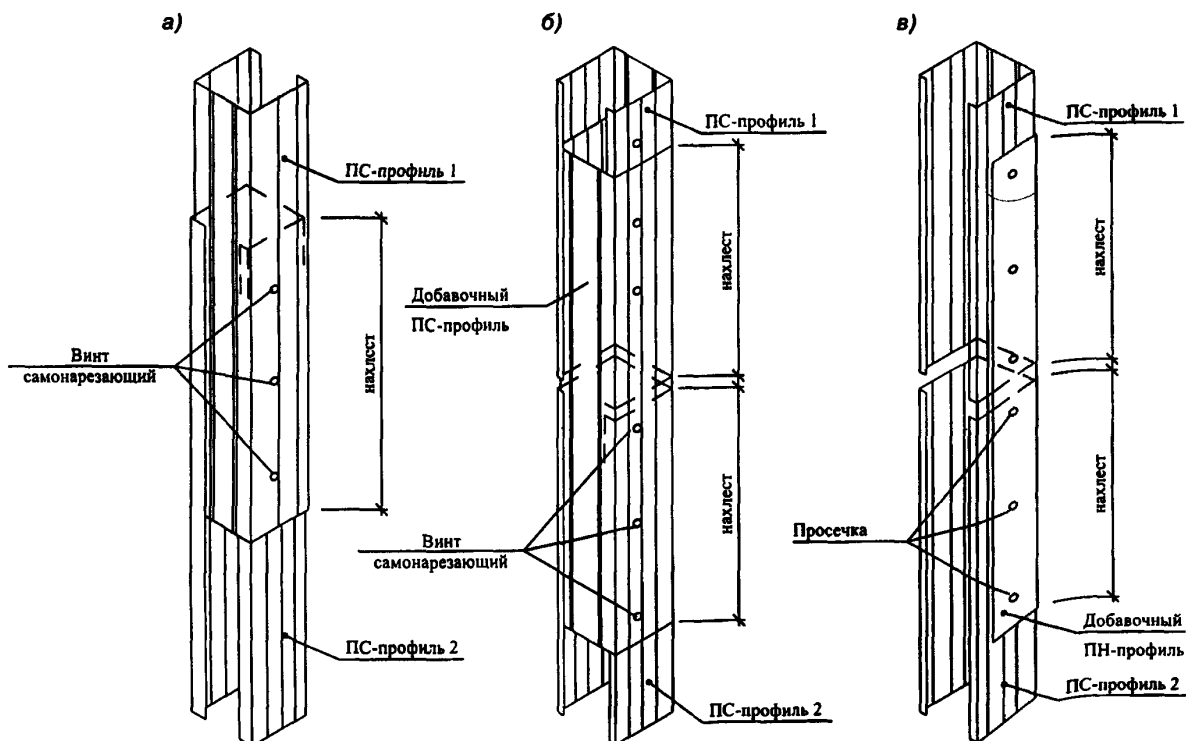 а)
ПС-профиль 1
нахлест
Винт
самонарезающий
ПС-профиль 2
б)
ПС-профиль 1
нахлест
Добавочный
ПС-профиль
нахлест
Винт
самонарезающий
ПС-профиль 2
в)
ПС-профиль 1
нахлест
нахлест
Просечка
Добавочный
ПН-профиль
ПС-профиль 2